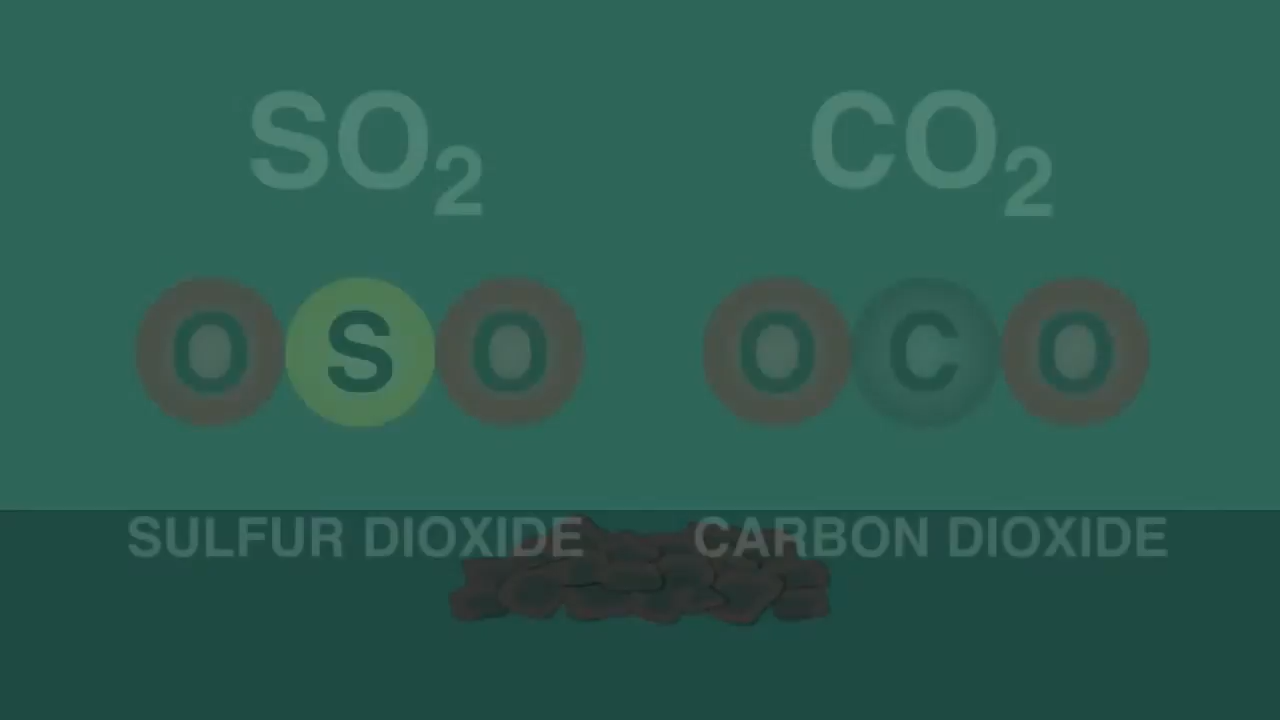 SO₂ CO₂
O S O O C O
SULFUR DIOXIDE CARBON DIOXIDE